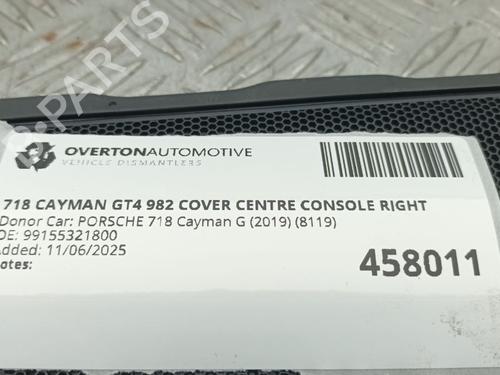 OVERTONAUTOMOTIVE
VEHICLE DISMANTLERS
718 CAYMAN GT4 982 COVER CENTRE CONSOLE RIGHT
Donor Car: PORSCHE 718 Cayman G (2019) (8119)
OE: 99155321800
Added: 11/06/2025
otes:
458011
PARTS